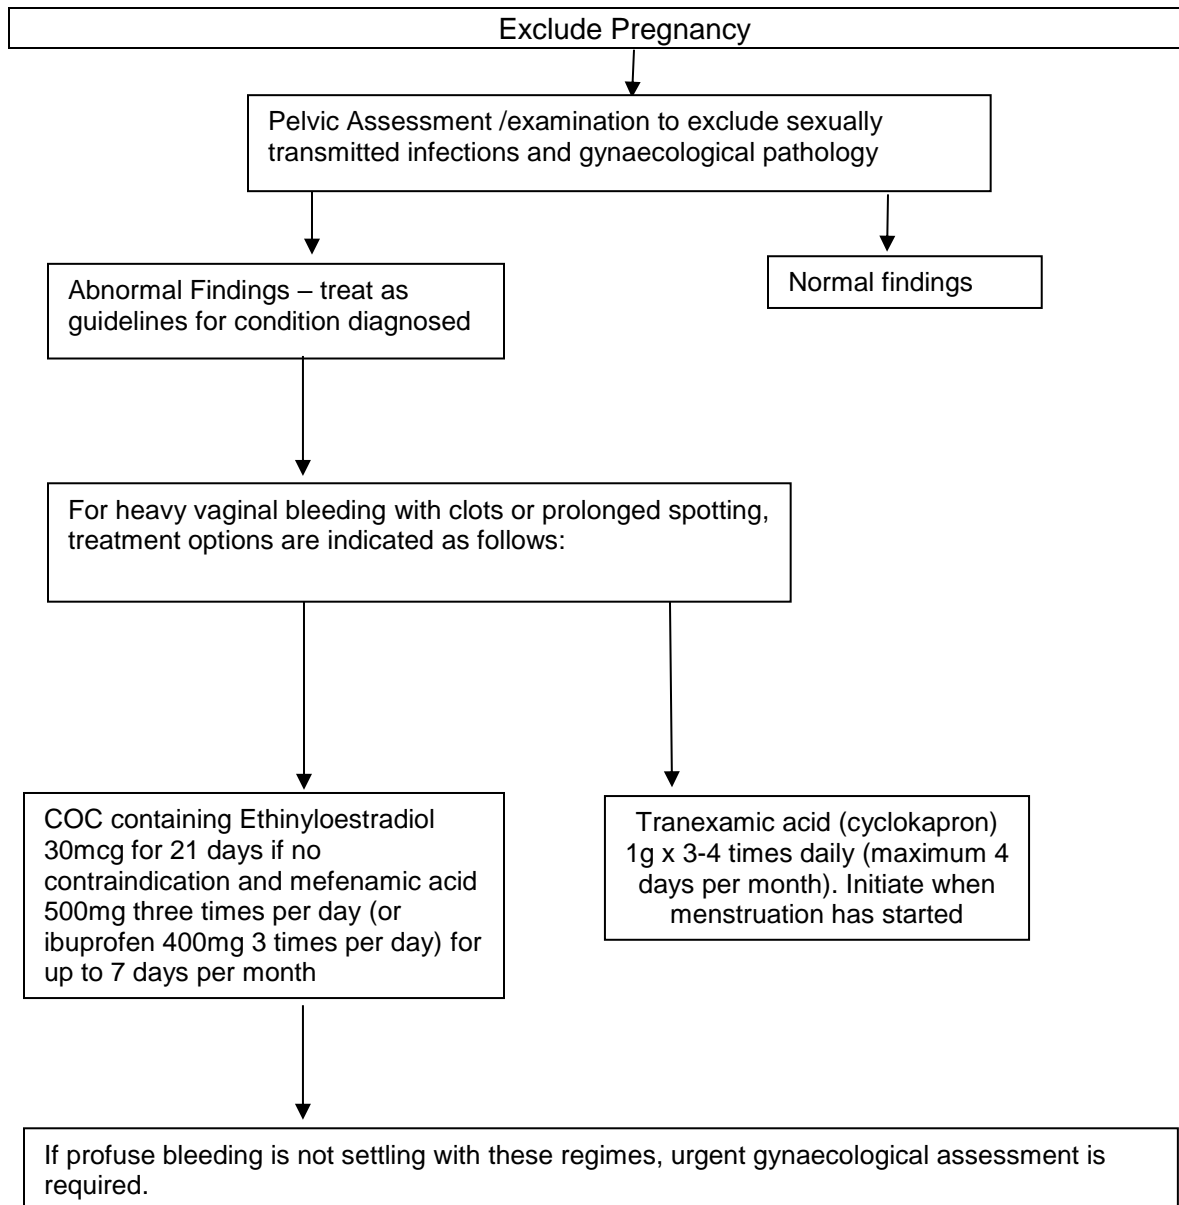 Exclude Pregnancy
Pelvic Assessment /examination to exclude sexually
transmitted infections and gynaecological pathology
Abnormal Findings – treat as
guidelines for condition diagnosed
Normal findings
For heavy vaginal bleeding with clots or prolonged spotting,
treatment options are indicated as follows:
COC containing Ethinyloestradiol
30mcg for 21 days if no
contraindication and mefenamic acid
500mg three times per day (or
ibuprofen 400mg 3 times per day) for
up to 7 days per month
Tranexamic acid (cyclokapron)
1g x 3-4 times daily (maximum 4
days per month). Initiate when
menstruation has started
If profuse bleeding is not settling with these regimes, urgent gynaecological assessment is
required.